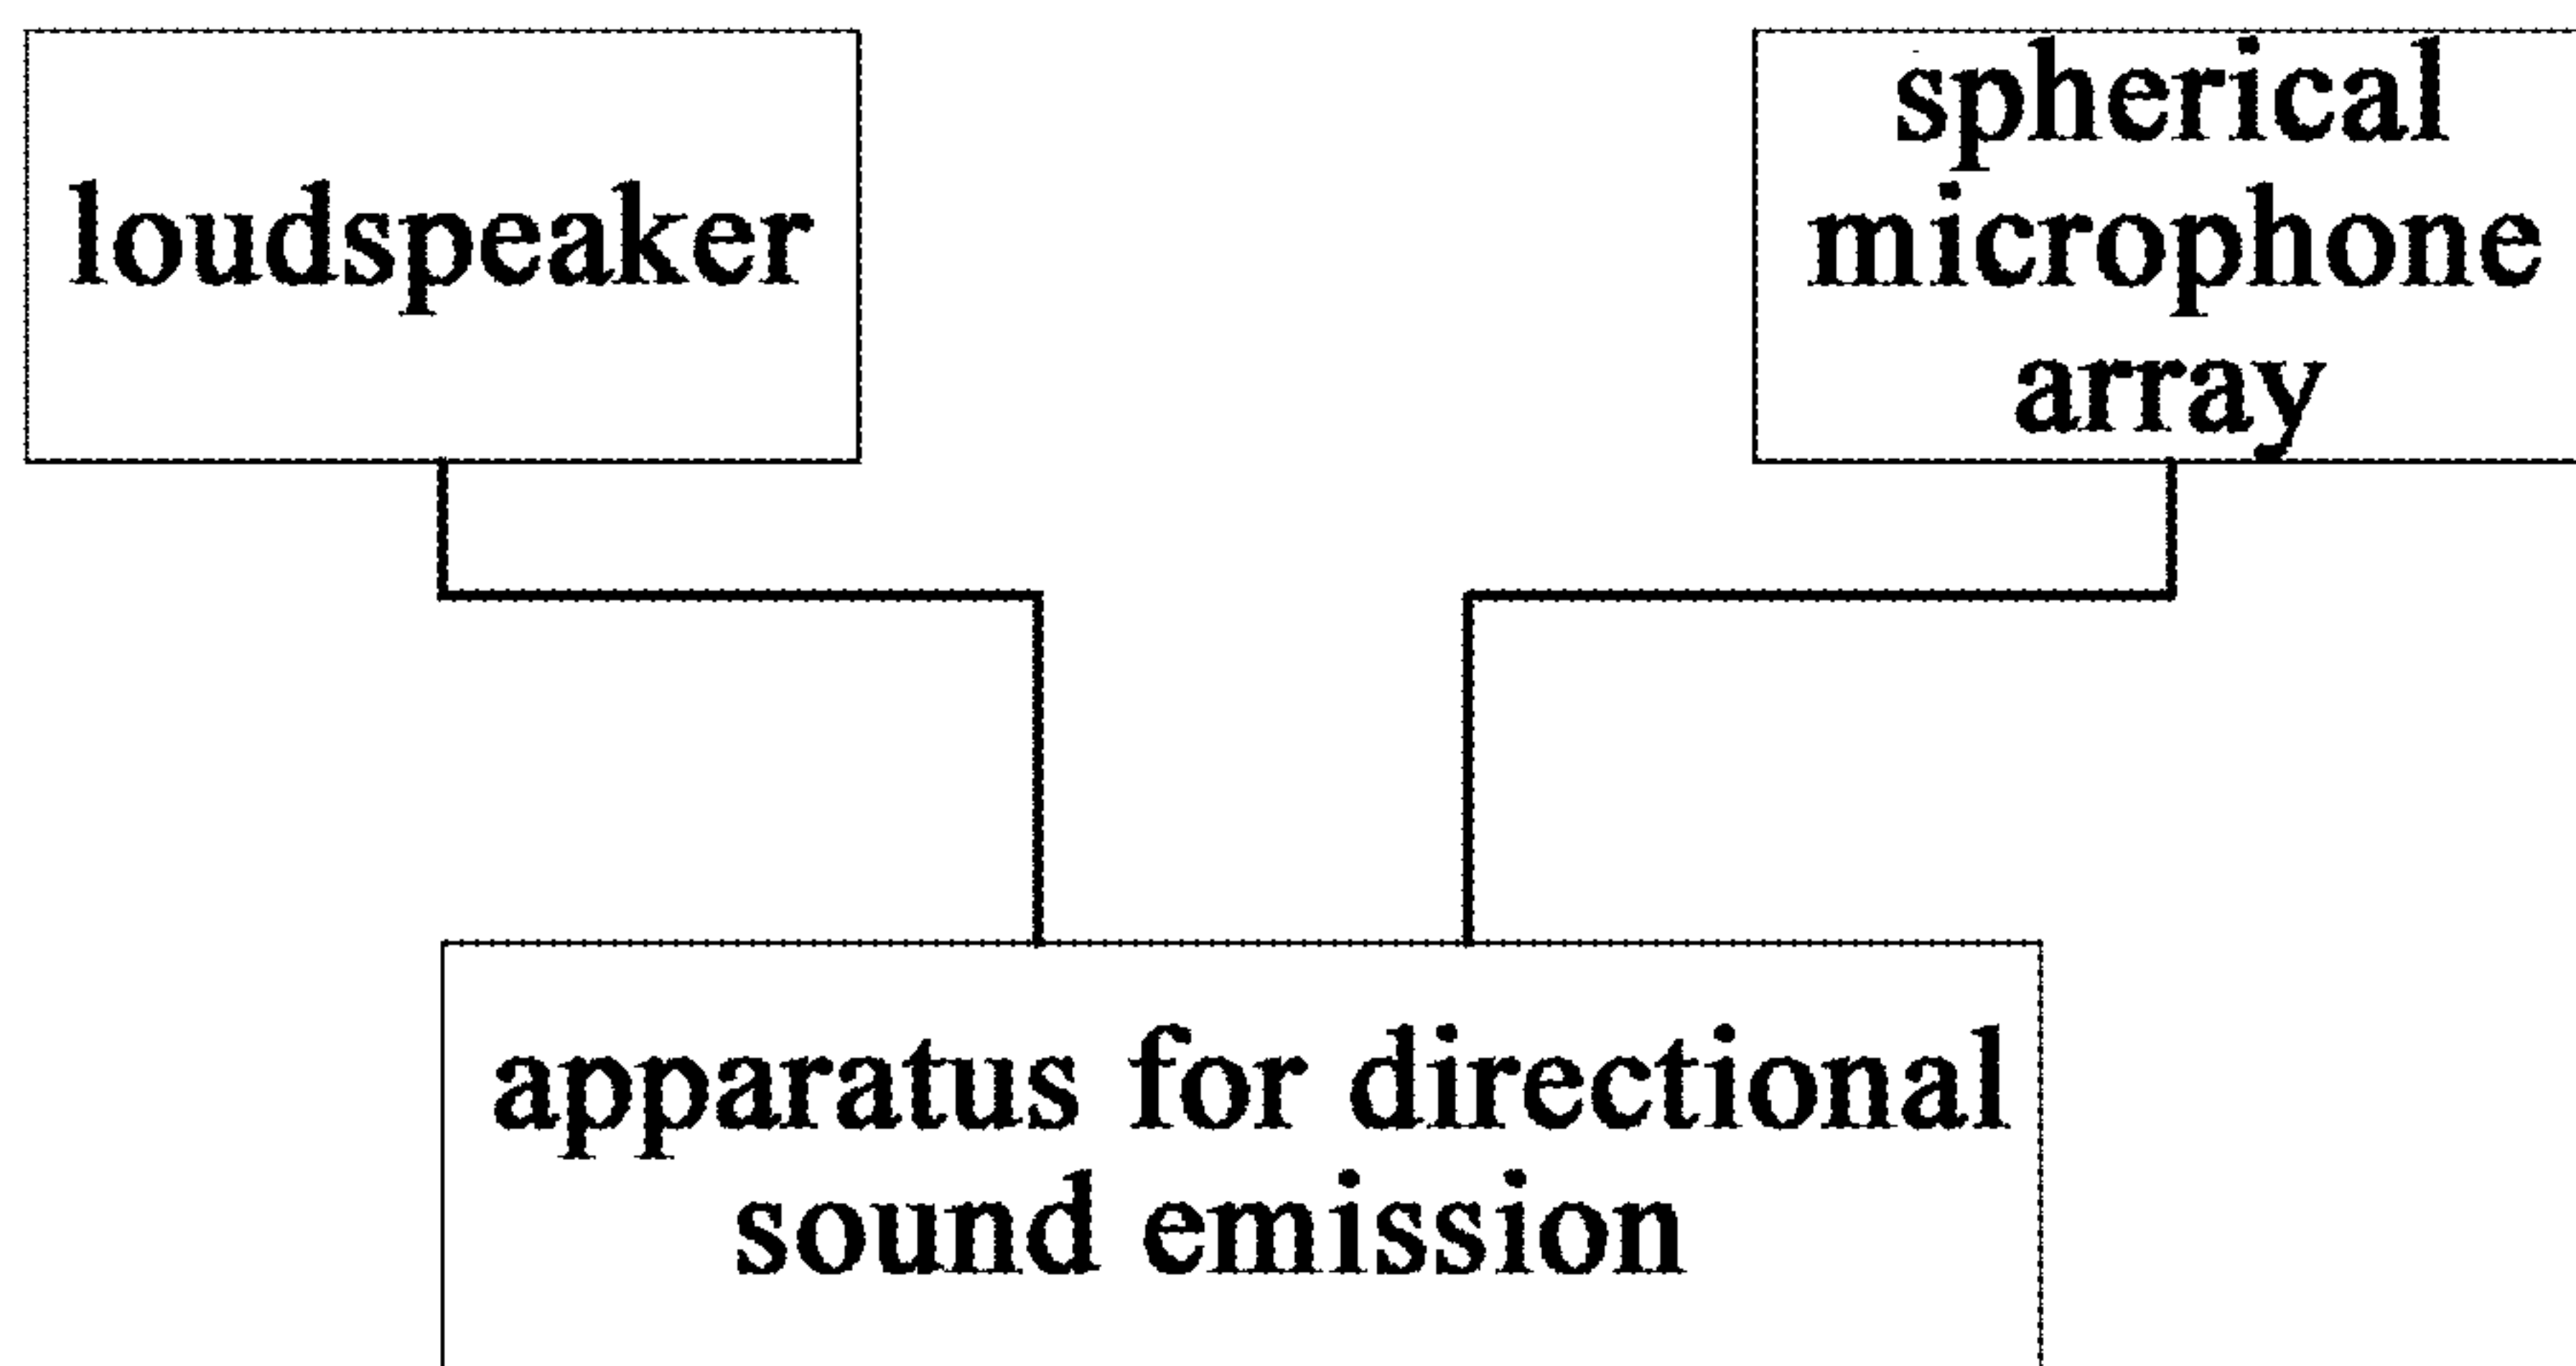 loudspeaker
spherical
microphone
array
apparatus for directional
sound emission